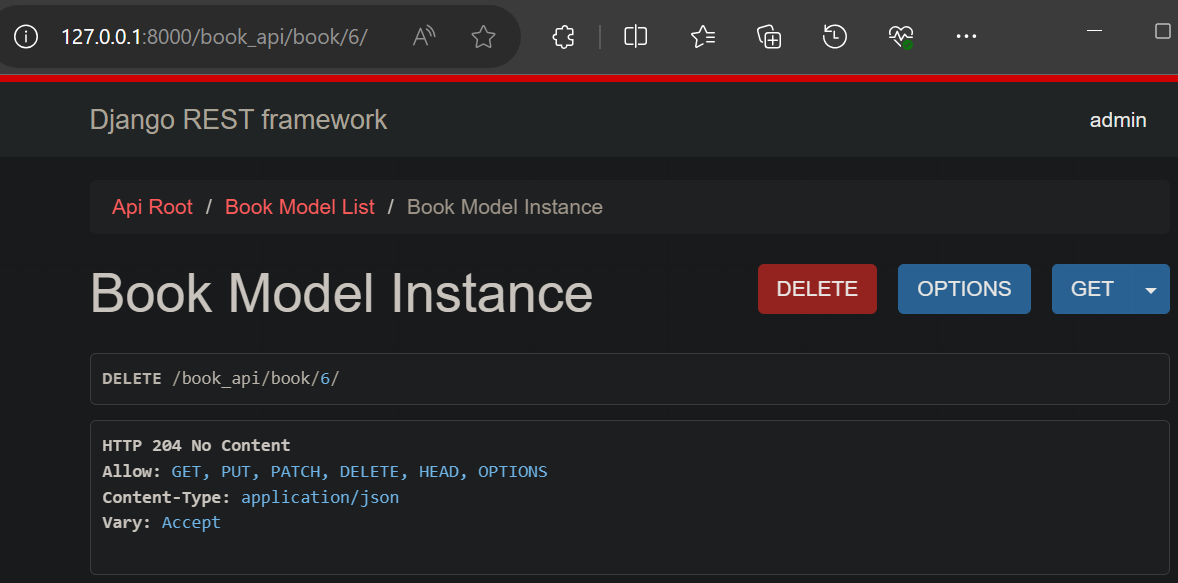 127.0.0.1:8000/book_api/book/6/
Django REST framework
admin
Api Root / Book Model List / Book Model Instance
Book Model Instance
DELETE
OPTIONS
GET
DELETE /book_api/book/6/
HTTP 204 No Content
Allow: GET, PUT, PATCH, DELETE, HEAD, OPTIONS
Content-Type: application/json
Vary: Accept